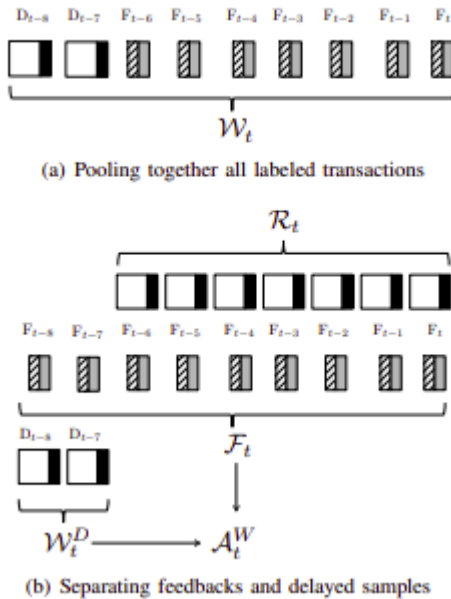 D_{t−8} D_{t−7} F_{t−6} F_{t−5} F_{t−4} F_{t−3} F_{t−2} F_{t−1} F_t
𝒲_t
(a) Pooling together all labeled transactions
ℛ_t
F_{t−8} F_{t−7} F_{t−6} F_{t−5} F_{t−4} F_{t−3} F_{t−2} F_{t−1} F_t
D_{t−8} D_{t−7} ℱ_t
𝒲_t^D 𝒜_t^W
(b) Separating feedbacks and delayed samples